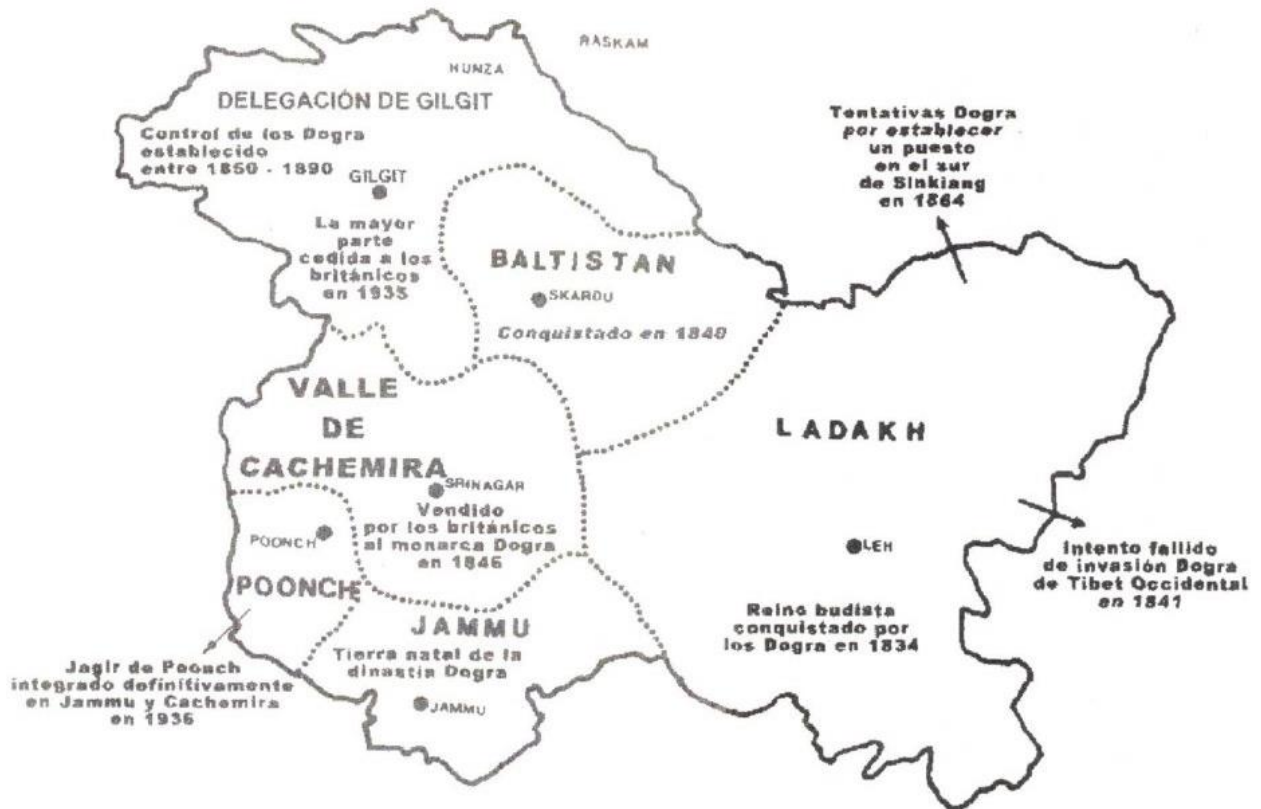 RASKAM
HUNZA
DELEGACIÓN DE GILGIT
Control de los Dogra
establecido
entre 1850 - 1890
GILGIT
La mayor
parte
cedida a los
británicos
en 1935
Tentativas Dogra
por establecer
un puesto
en el sur
de Sinkiang
en 1864
BALTISTAN
SKARDU
Conquistado en 1840
VALLE
DE
CACHEMIRA
SRINAGAR
Vendido
por los británicos
al monarca Dogra
en 1846
LADAKH
LEH
Reino budista
conquistado por
los Dogra en 1834
Intento fallido
de invasión Dogra
de Tibet Occidental
en 1841
POONCH
POONCH
Jagir de Poonch
integrado definitivamente
en Jammu y Cachemira
en 1936
JAMMU
Tierra natal de la
dinastía Dogra
JAMMU